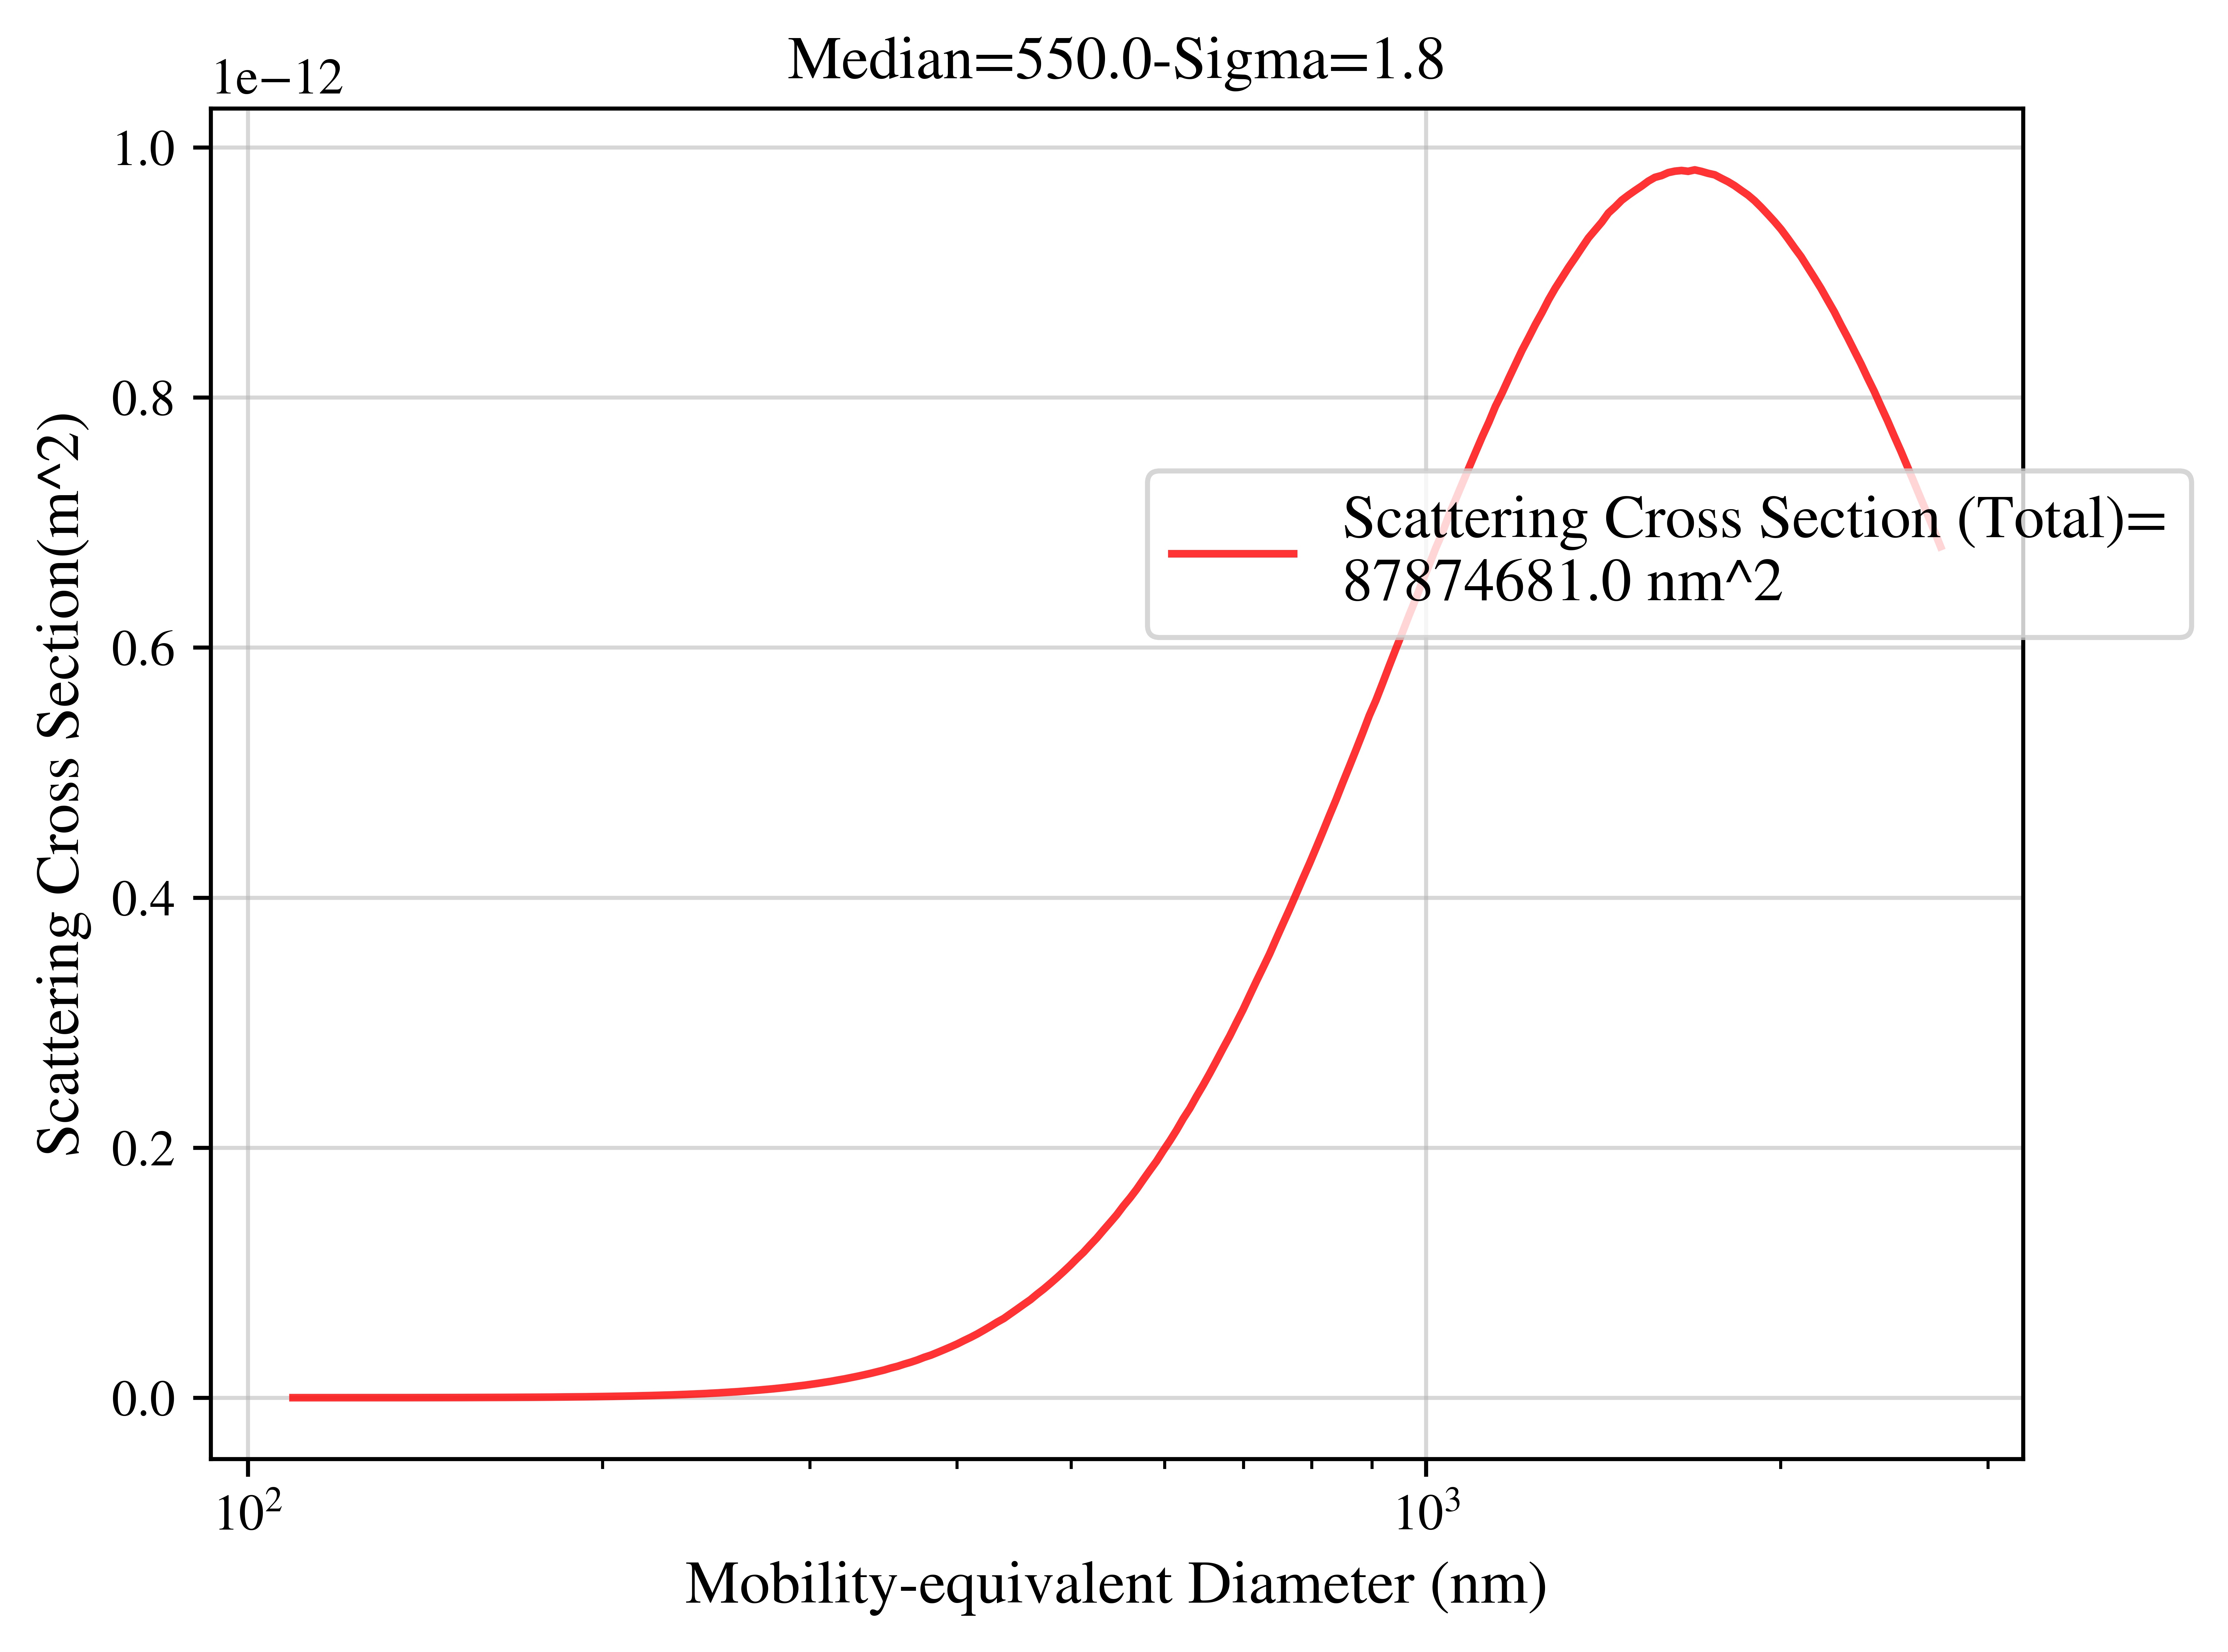 Median=550.0-Sigma=1.8
1e−12
1.0
0.8
0.6
0.4
0.2
0.0
Scattering Cross Section(m^2)
Scattering Cross Section (Total)=
87874681.0 nm^2
10²
10³
Mobility-equivalent Diameter (nm)